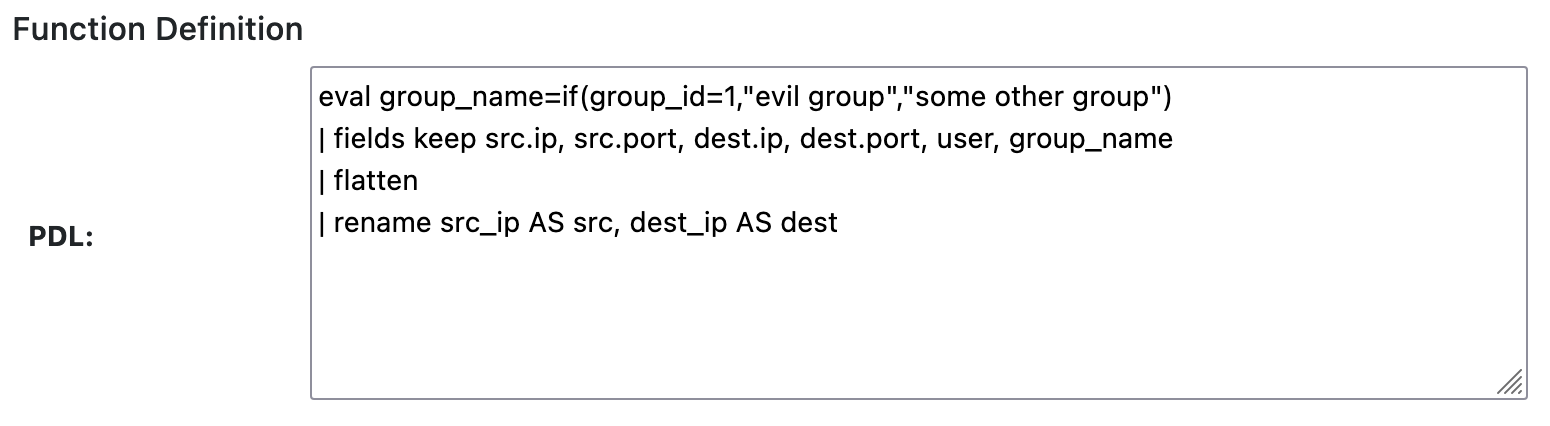 Function Definition
PDL:
eval group_name=if(group_id=1,"evil group","some other group")
| fields keep src.ip, src.port, dest.ip, dest.port, user, group_name
| flatten
| rename src_ip AS src, dest_ip AS dest